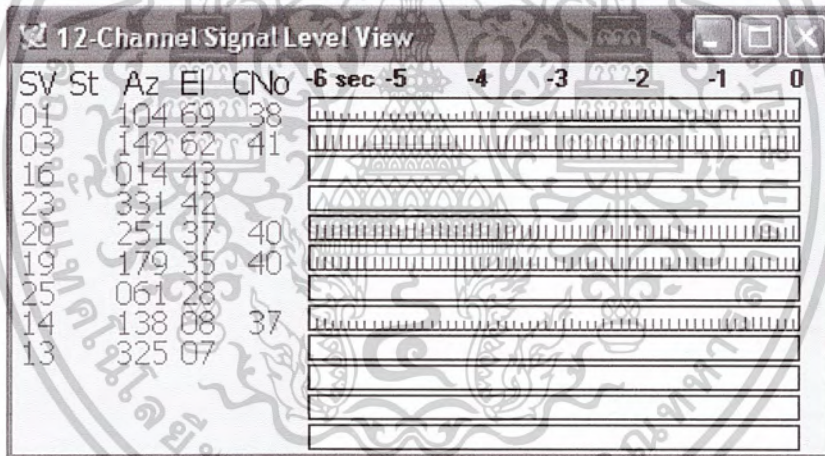 12-Channel Signal Level View
SV St Az El CNo -6 sec -5 -4 -3 -2 -1 0
01 104 69 38
03 142 62 41
16 014 43
23 331 42
20 251 37 40
19 179 35 40
25 061 28
14 138 08 37
13 325 07